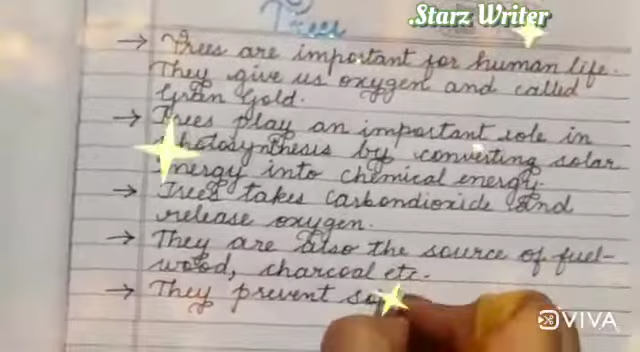 .Starz Writer
Trees
→ Trees are important for human life.
They give us oxygen and called
Gran Gold.
→ Trees play an important role in
Photosynthesis by converting solar
Energy into chemical energy.
→ Trees takes carbondioxide and
release oxygen.
→ They are also the source of fuel-
wood, charcoal etc.
→ They prevent
VIVA